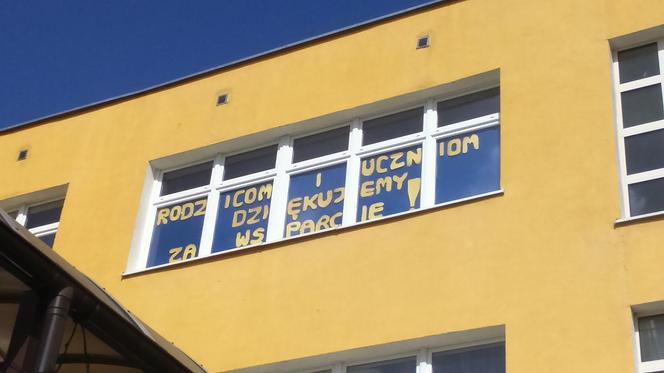 RODZICOM I UCZNIOM
DZIĘKUJEMY
ZA WSPARCIE!